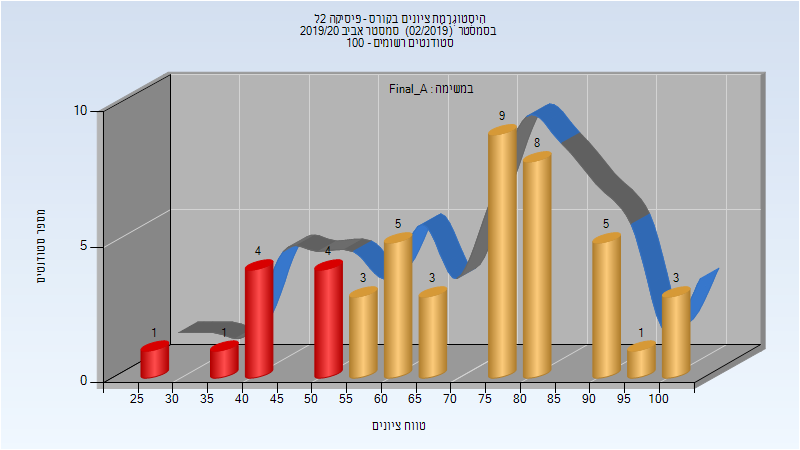 היסטוגרמת ציונים בקורס - פיסיקה 2ל
בסמסטר (02/2019) סמסטר אביב 2019/20
סטודנטים רשומים - 100
במשימה : Final_A
מספר סטודנטים
10
5
0
1
1
4
4
3
5
3
9
8
5
1
3
25 30 35 40 45 50 55 60 65 70 75 80 85 90 95 100
טווח ציונים